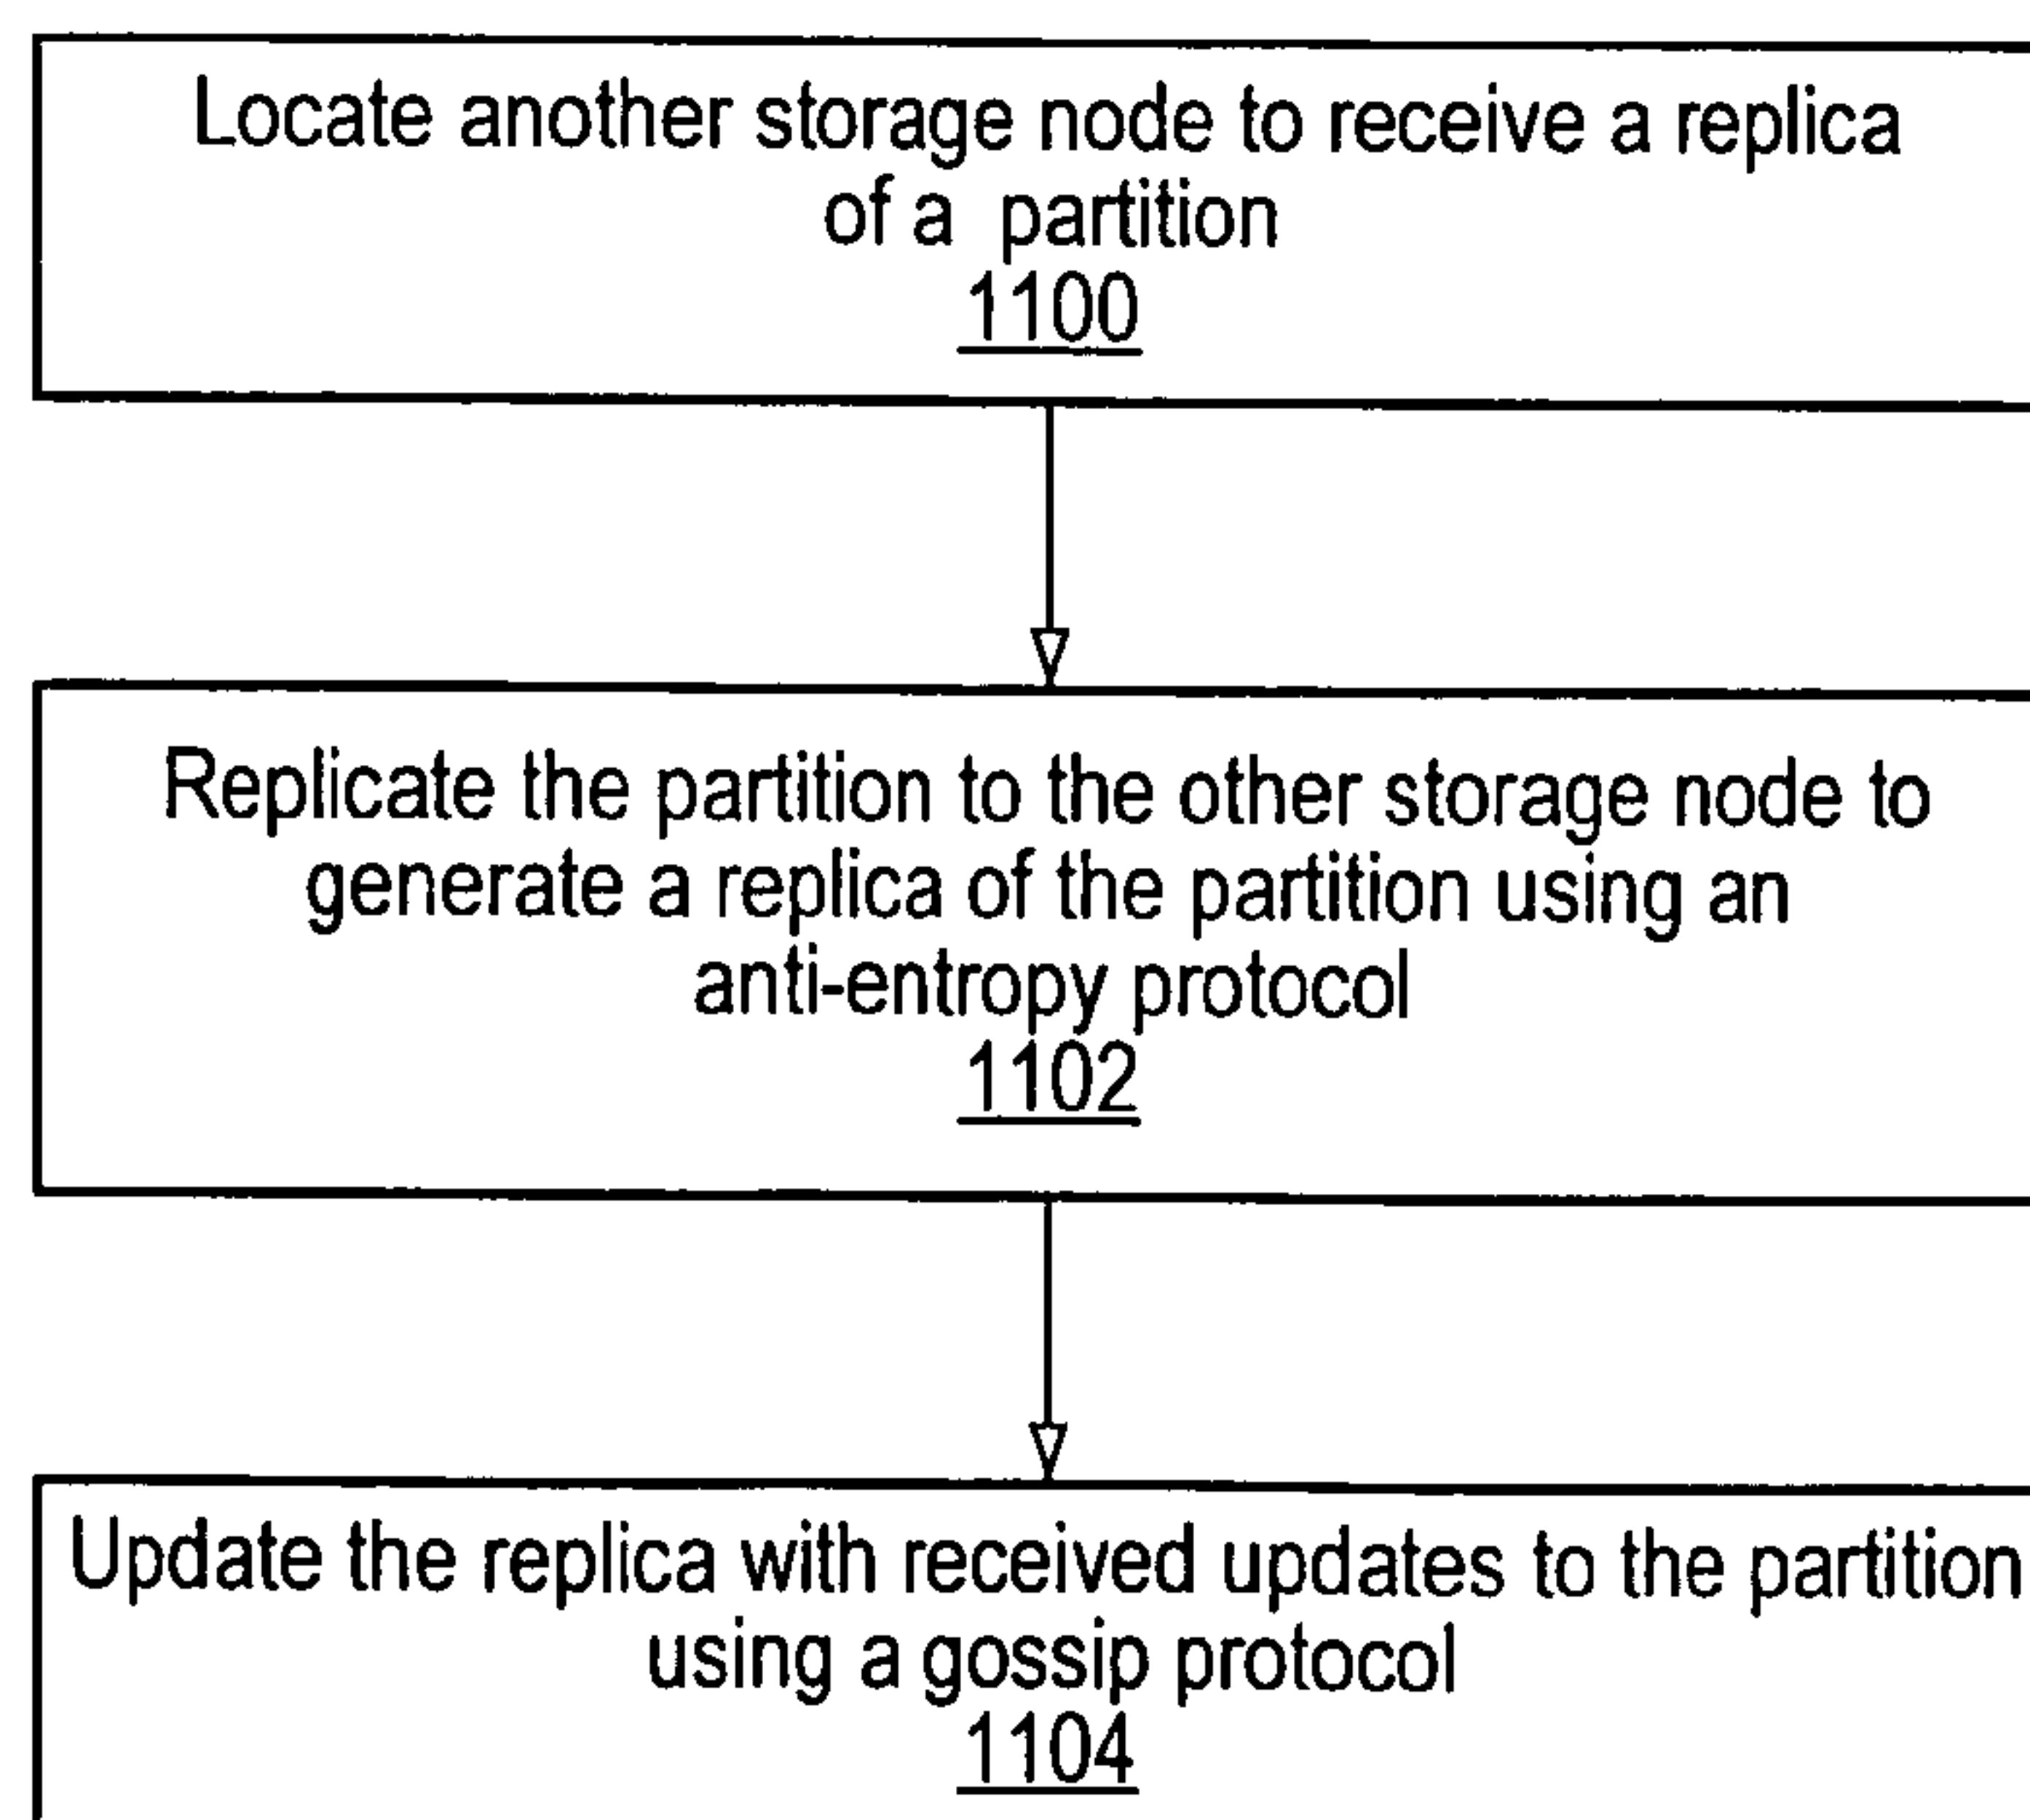 Locate another storage node to receive a replica
of a partition
1100
Replicate the partition to the other storage node to
generate a replica of the partition using an
anti-entropy protocol
1102
Update the replica with received updates to the partition
using a gossip protocol
1104